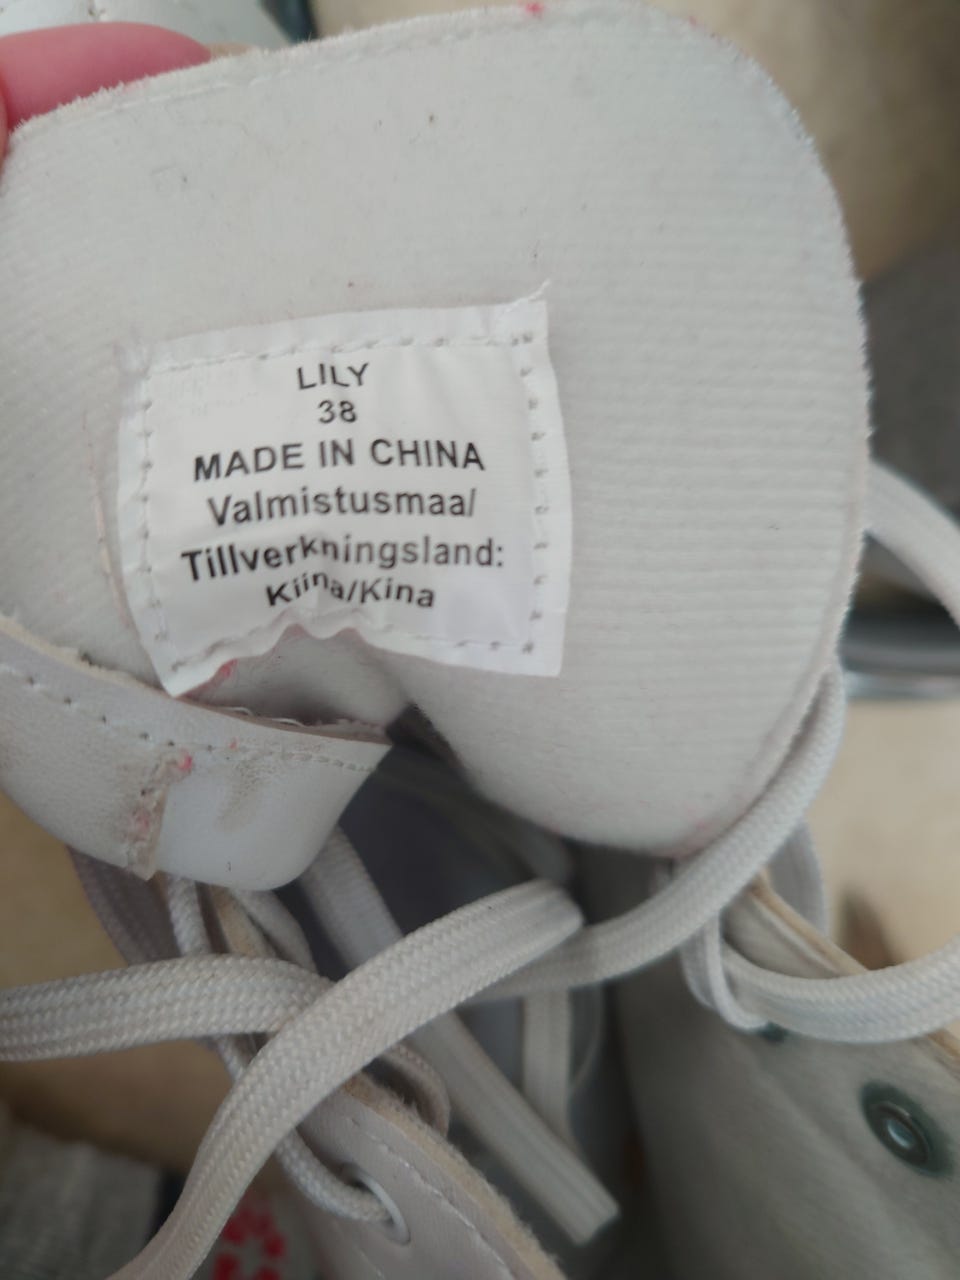 LILY
38
MADE IN CHINA
Valmistusmaa/
Tillverkningsland:
Kiina/Kina